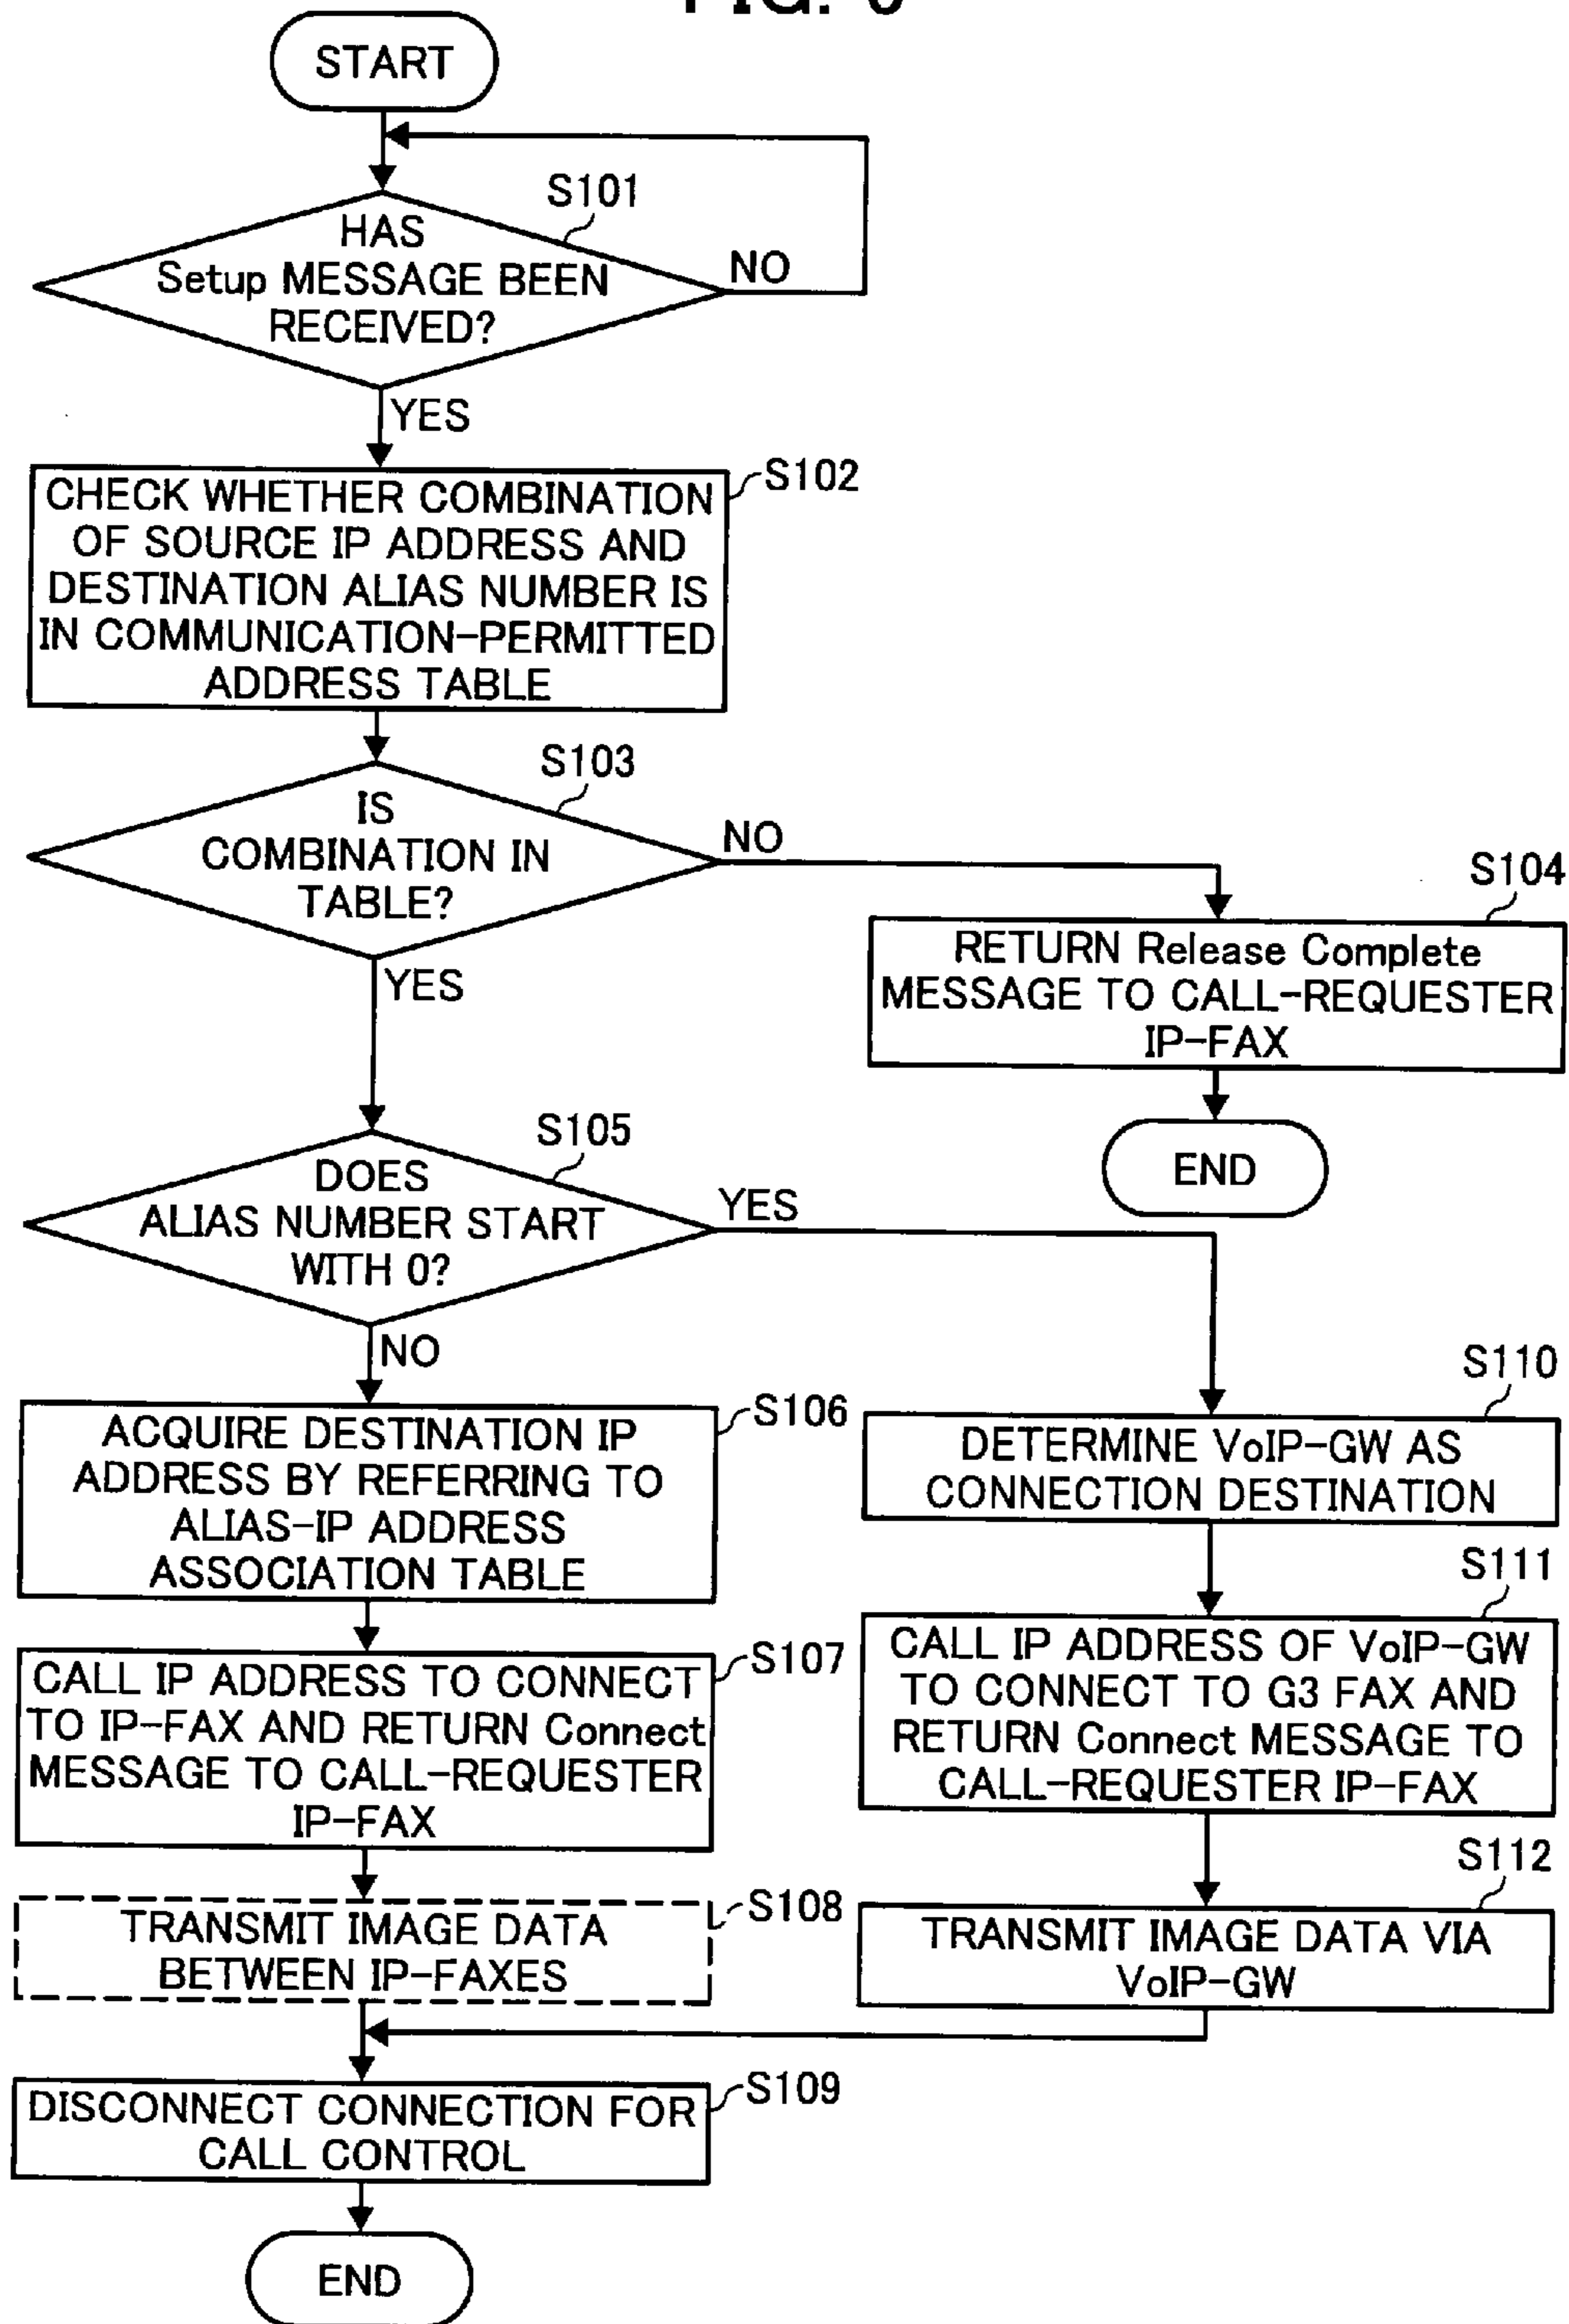 START
S101
HAS
Setup MESSAGE BEEN
RECEIVED?
NO
YES
S102
CHECK WHETHER COMBINATION
OF SOURCE IP ADDRESS AND
DESTINATION ALIAS NUMBER IS
IN COMMUNICATION-PERMITTED
ADDRESS TABLE
S103
IS
COMBINATION IN
TABLE?
NO
YES
S104
RETURN Release Complete
MESSAGE TO CALL-REQUESTER
IP-FAX
END
S105
DOES
ALIAS NUMBER START
WITH 0?
YES
NO
S106
ACQUIRE DESTINATION IP
ADDRESS BY REFERRING TO
ALIAS-IP ADDRESS
ASSOCIATION TABLE
S110
DETERMINE VoIP-GW AS
CONNECTION DESTINATION
S107
CALL IP ADDRESS TO CONNECT
TO IP-FAX AND RETURN Connect
MESSAGE TO CALL-REQUESTER
IP-FAX
S111
CALL IP ADDRESS OF VoIP-GW
TO CONNECT TO G3 FAX AND
RETURN Connect MESSAGE TO
CALL-REQUESTER IP-FAX
S108
TRANSMIT IMAGE DATA
BETWEEN IP-FAXES
S112
TRANSMIT IMAGE DATA VIA
VoIP-GW
S109
DISCONNECT CONNECTION FOR
CALL CONTROL
END